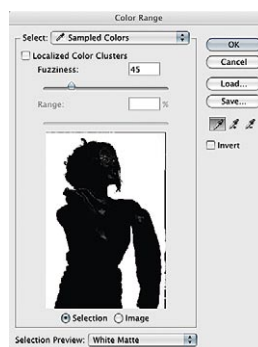 Color Range
Select: Sampled Colors
Localized Color Clusters
Fuzziness: 45
Range: %
Selection Image
Selection Preview: White Matte
OK
Cancel
Load...
Save...
Invert